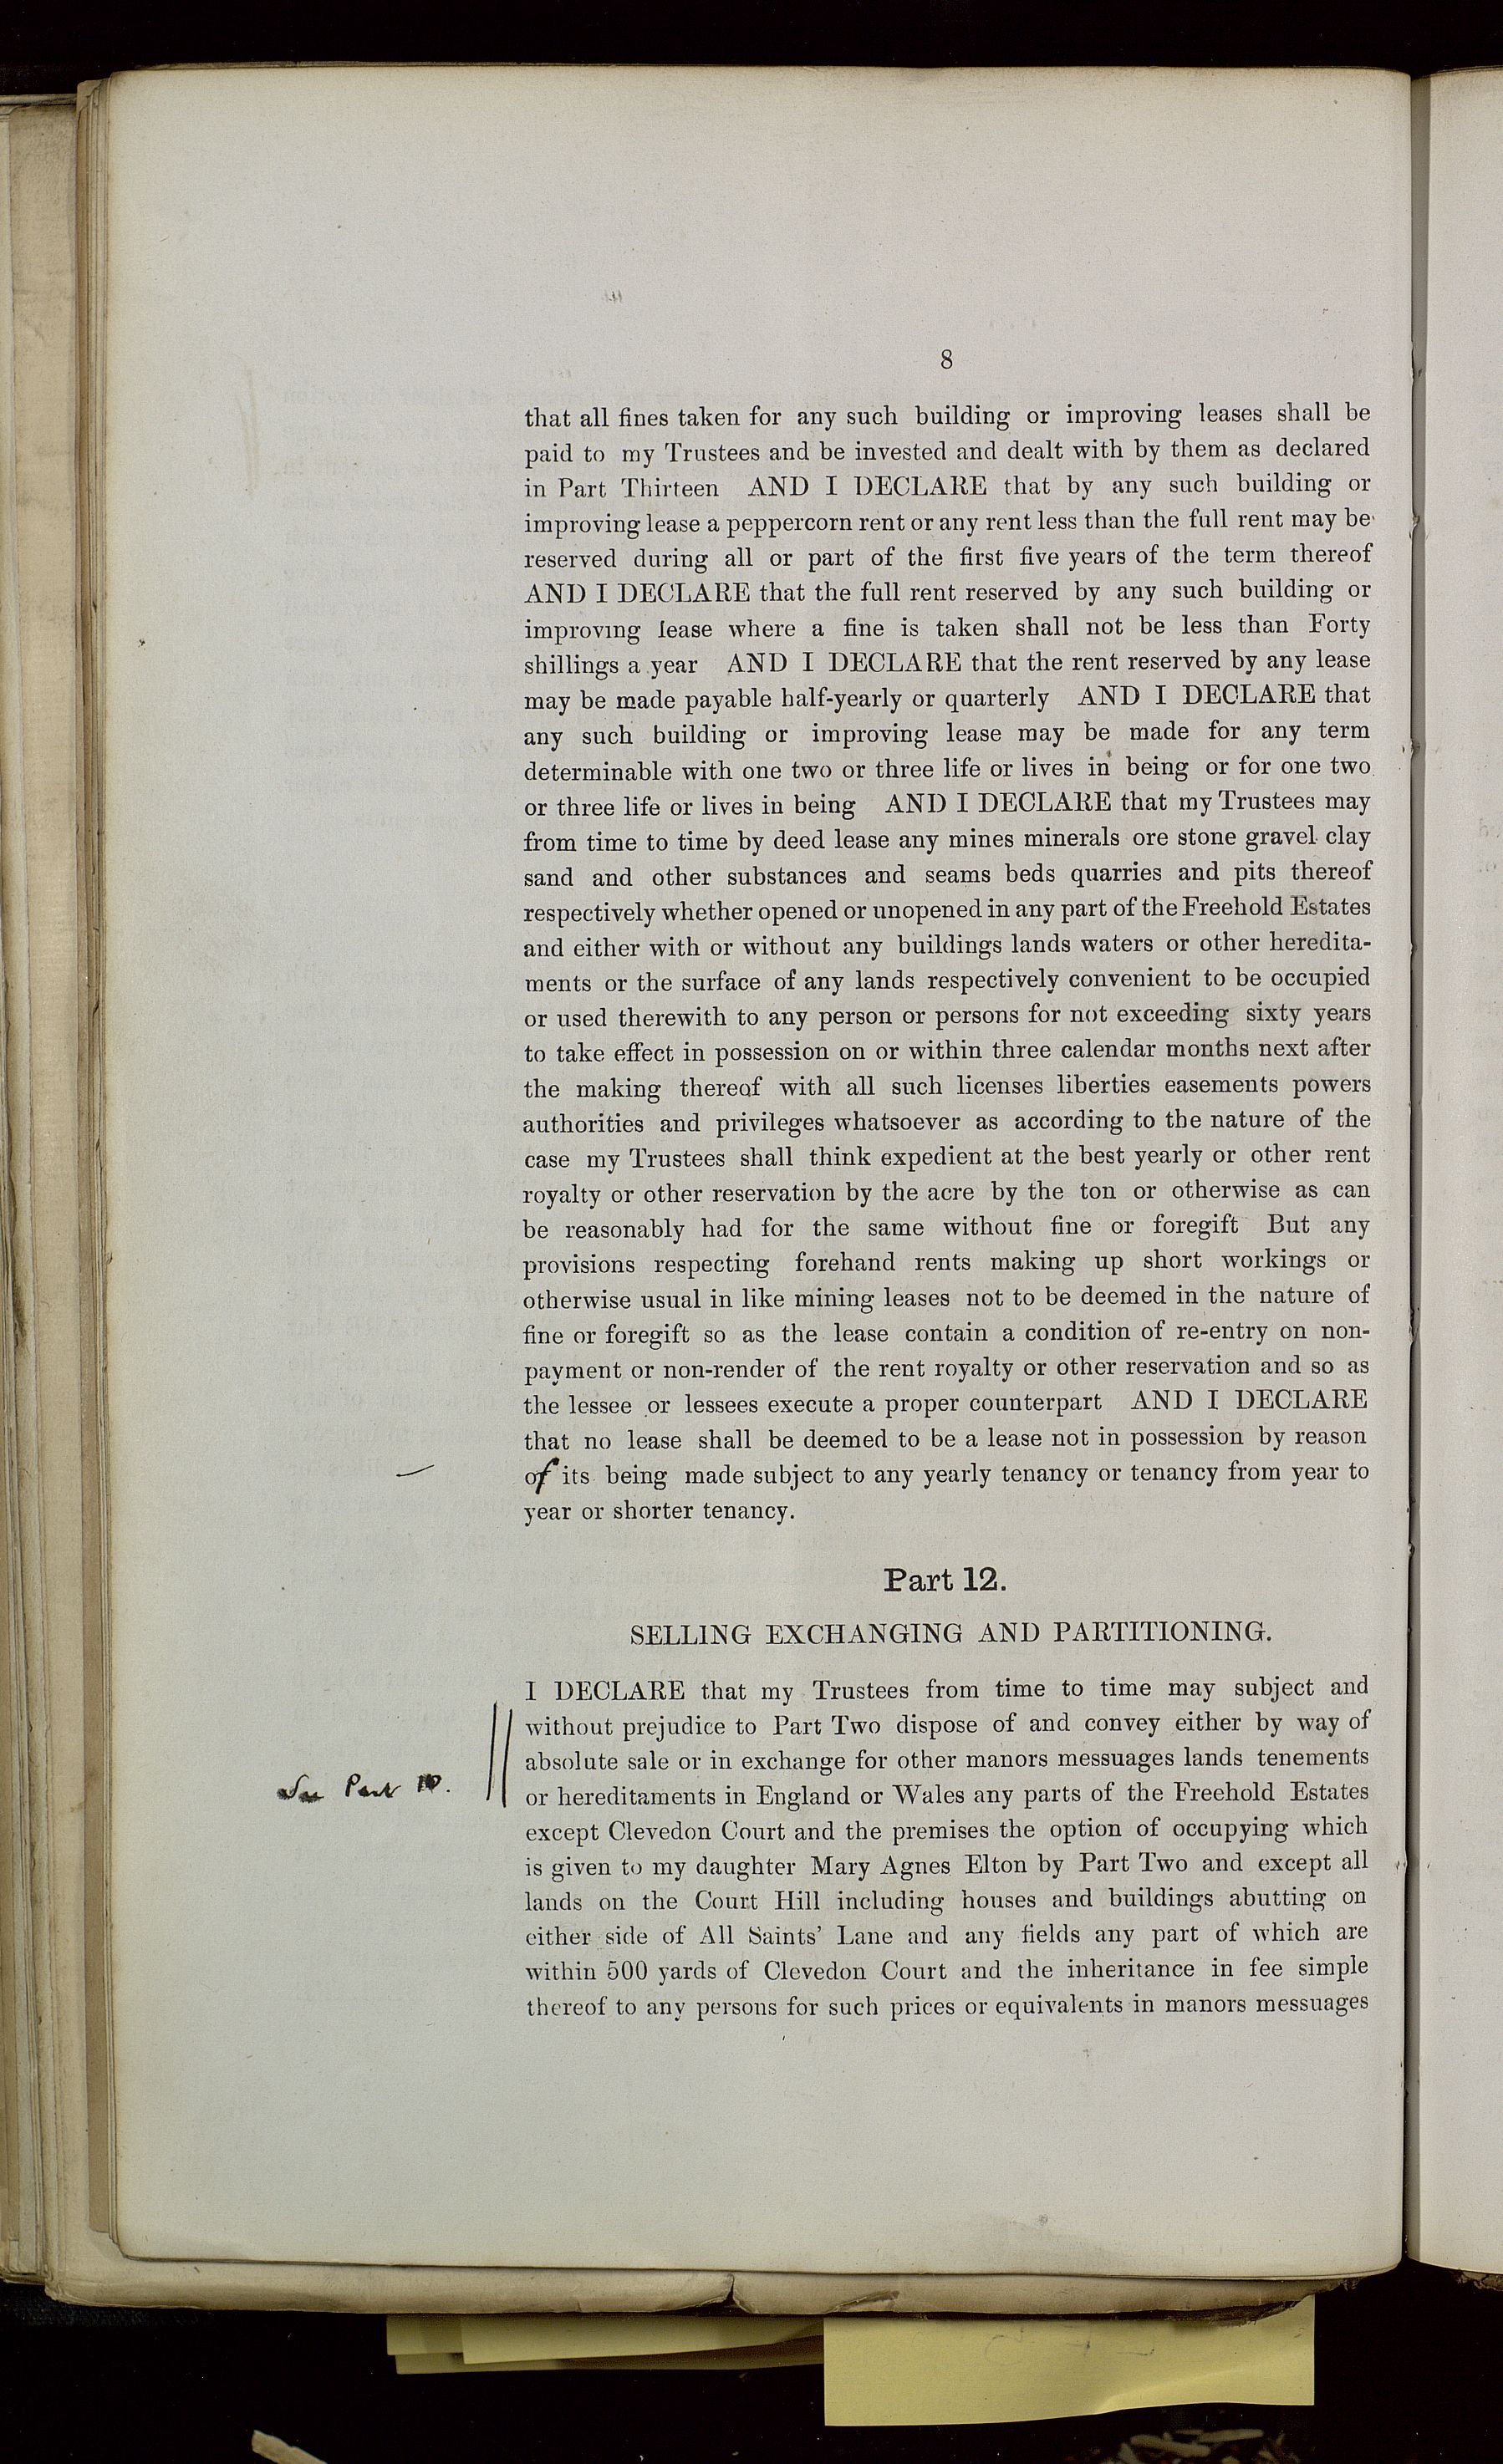 8
that all fines taken for any such building or improving leases shall be
paid to my Trustees and be invested and dealt with by them as declared
in Part Thirteen AND I DECLARE that by any such building or
improving lease a peppercorn rent or any rent less than the full rent may be
reserved during all or part of the first five years of the term thereof
AND I DECLARE that the full rent reserved by any such building or
improving lease where a fine is taken shall not be less than Forty
shillings a year AND I DECLARE that the rent reserved by any lease
may be made payable half-yearly or quarterly AND I DECLARE that
any such building or improving lease may be made for any term
determinable with one two or three life or lives in being or for one two
or three life or lives in being AND I DECLARE that my Trustees may
from time to time by deed lease any mines minerals ore stone gravel clay
sand and other substances and seams beds quarries and pits thereof
respectively whether opened or unopened in any part of the Freehold Estates
and either with or without any buildings lands waters or other heredita-
ments or the surface of any lands respectively convenient to be occupied
or used therewith to any person or persons for not exceeding sixty years
to take effect in possession on or within three calendar months next after
the making thereof with all such licenses liberties easements powers
authorities and privileges whatsoever as according to the nature of the
case my Trustees shall think expedient at the best yearly or other rent
royalty or other reservation by the acre by the ton or otherwise as can
be reasonably had for the same without fine or foregift But any
provisions respecting forehand rents making up short workings or
otherwise usual in like mining leases not to be deemed in the nature of
fine or foregift so as the lease contain a condition of re-entry on non-
payment or non-render of the rent royalty or other reservation and so as
the lessee or lessees execute a proper counterpart AND I DECLARE
that no lease shall be deemed to be a lease not in possession by reason
of its being made subject to any yearly tenancy or tenancy from year to
year or shorter tenancy.
Part 12.
SELLING EXCHANGING AND PARTITIONING.
I DECLARE that my Trustees from time to time may subject and
without prejudice to Part Two dispose of and convey either by way of
absolute sale or in exchange for other manors messuages lands tenements
See Part
or hereditaments in England or Wales any parts of the Freehold Estates
except Clevedon Court and the premises the option of occupying which
is given to my daughter Mary Agnes Elton by Part Two and except all
lands on the Court Hill including houses and buildings abutting on
either side of All Saints' Lane and any fields any part of which are
within 500 yards of Clevedon Court and the inheritance in fee simple
thereof to any persons for such prices or equivalents in manors messuages